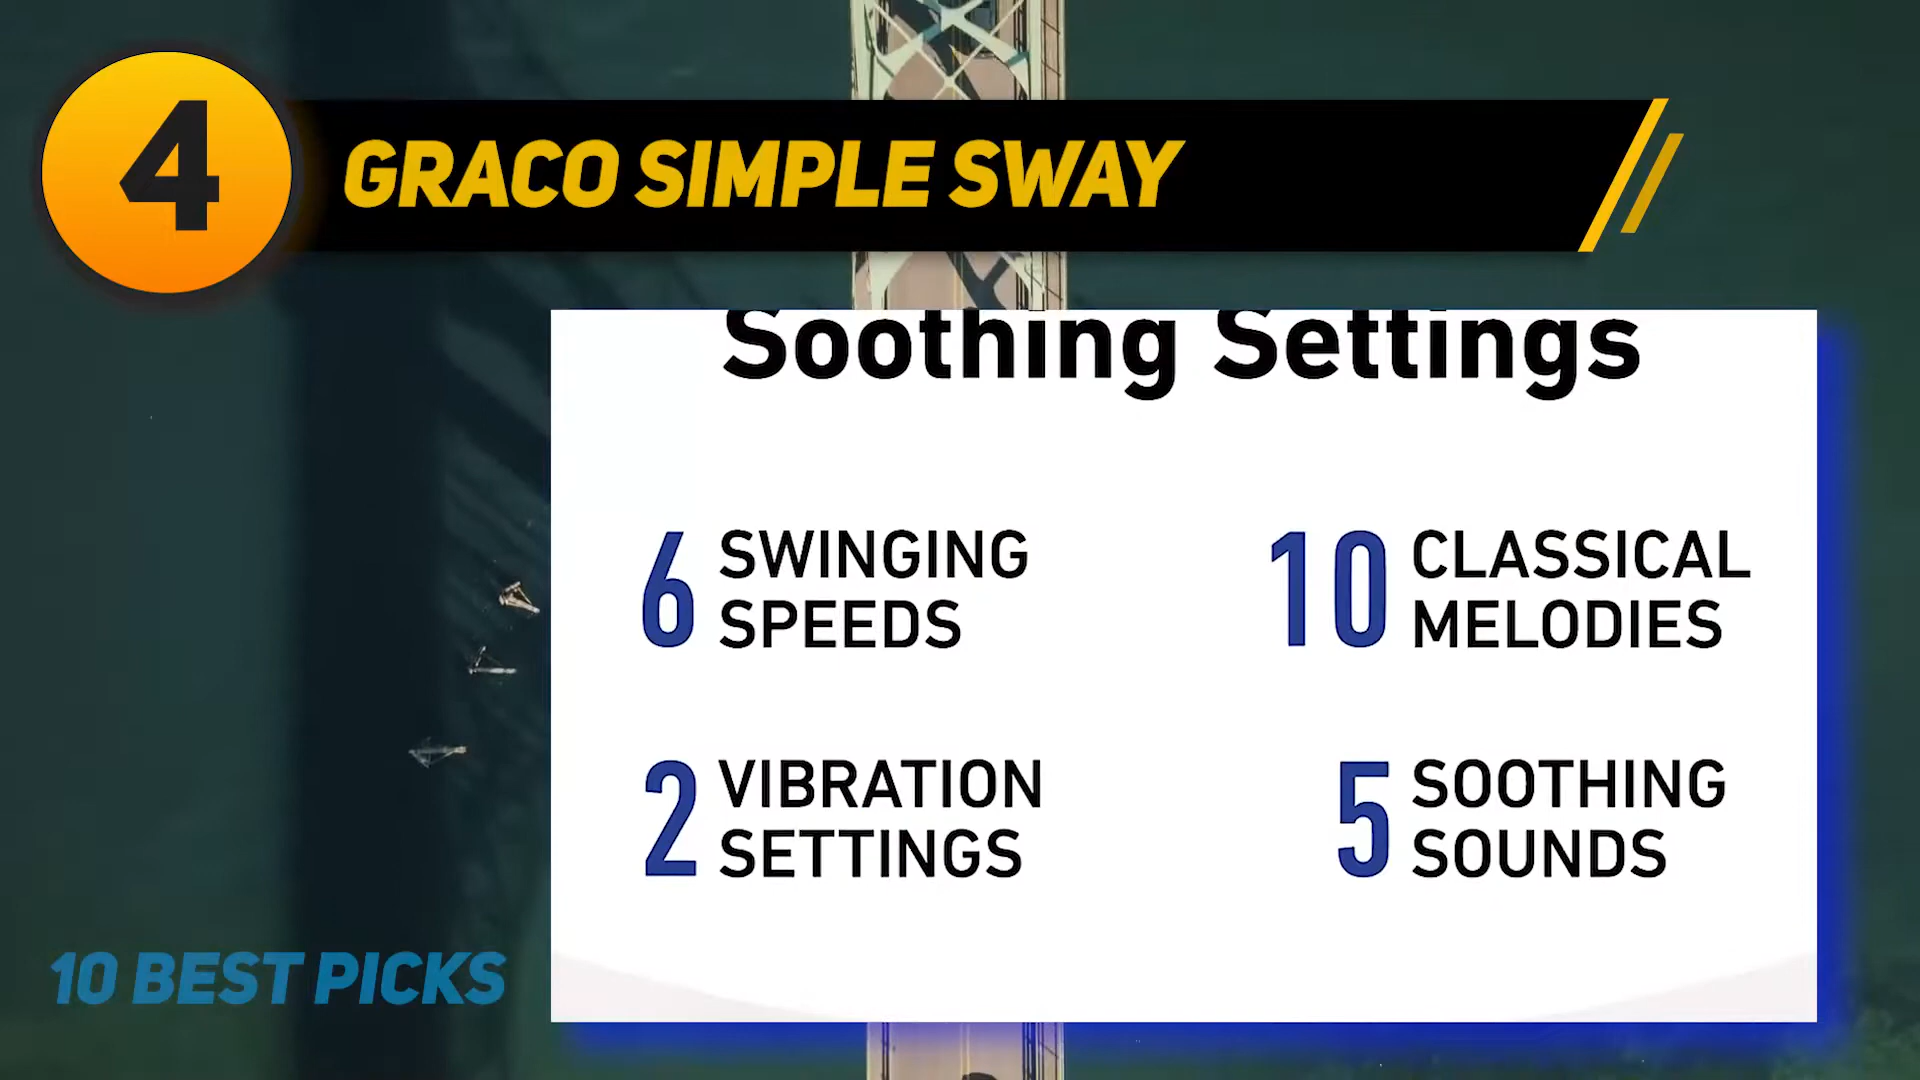 4
GRACO SIMPLE SWAY
Soothing Settings
6 SWINGING
SPEEDS
10 CLASSICAL
MELODIES
2 VIBRATION
SETTINGS
5 SOOTHING
SOUNDS
10 BEST PICKS